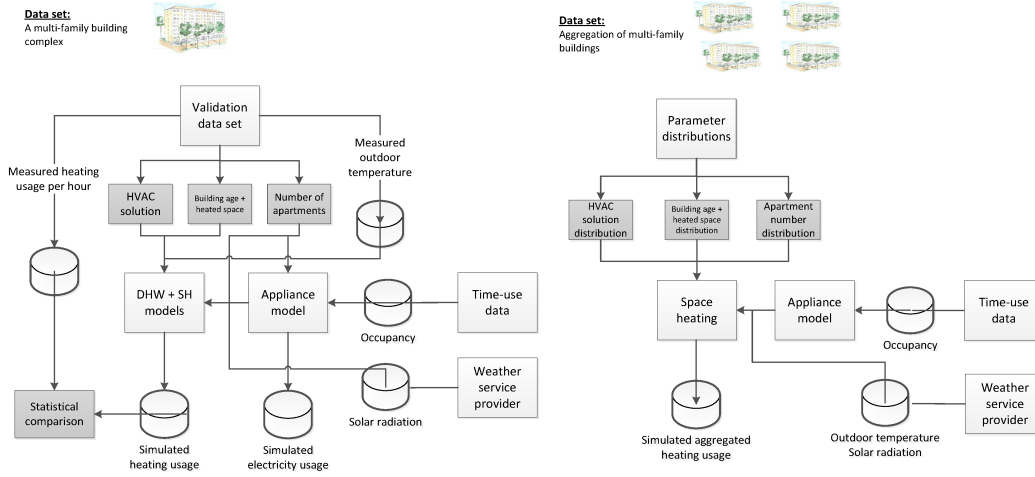 Data set:
A multi-family building
complex
Validation
data set
Measured heating
usage per hour
Measured
outdoor
temperature
HVAC
solution
Building age +
heated space
Number of
apartments
DHW + SH
models
Appliance
model
Occupancy
Time-use
data
Weather
service
provider
Solar radiation
Statistical
comparison
Simulated
heating usage
Simulated
electricity usage
Data set:
Aggregation of multi-family
buildings
Parameter
distributions
HVAC
solution
distribution
Building age +
heated space
distribution
Apartment
number
distribution
Space
heating
Appliance
model
Occupancy
Time-use
data
Simulated aggregated
heating usage
Outdoor temperature
Solar radiation
Weather
service
provider